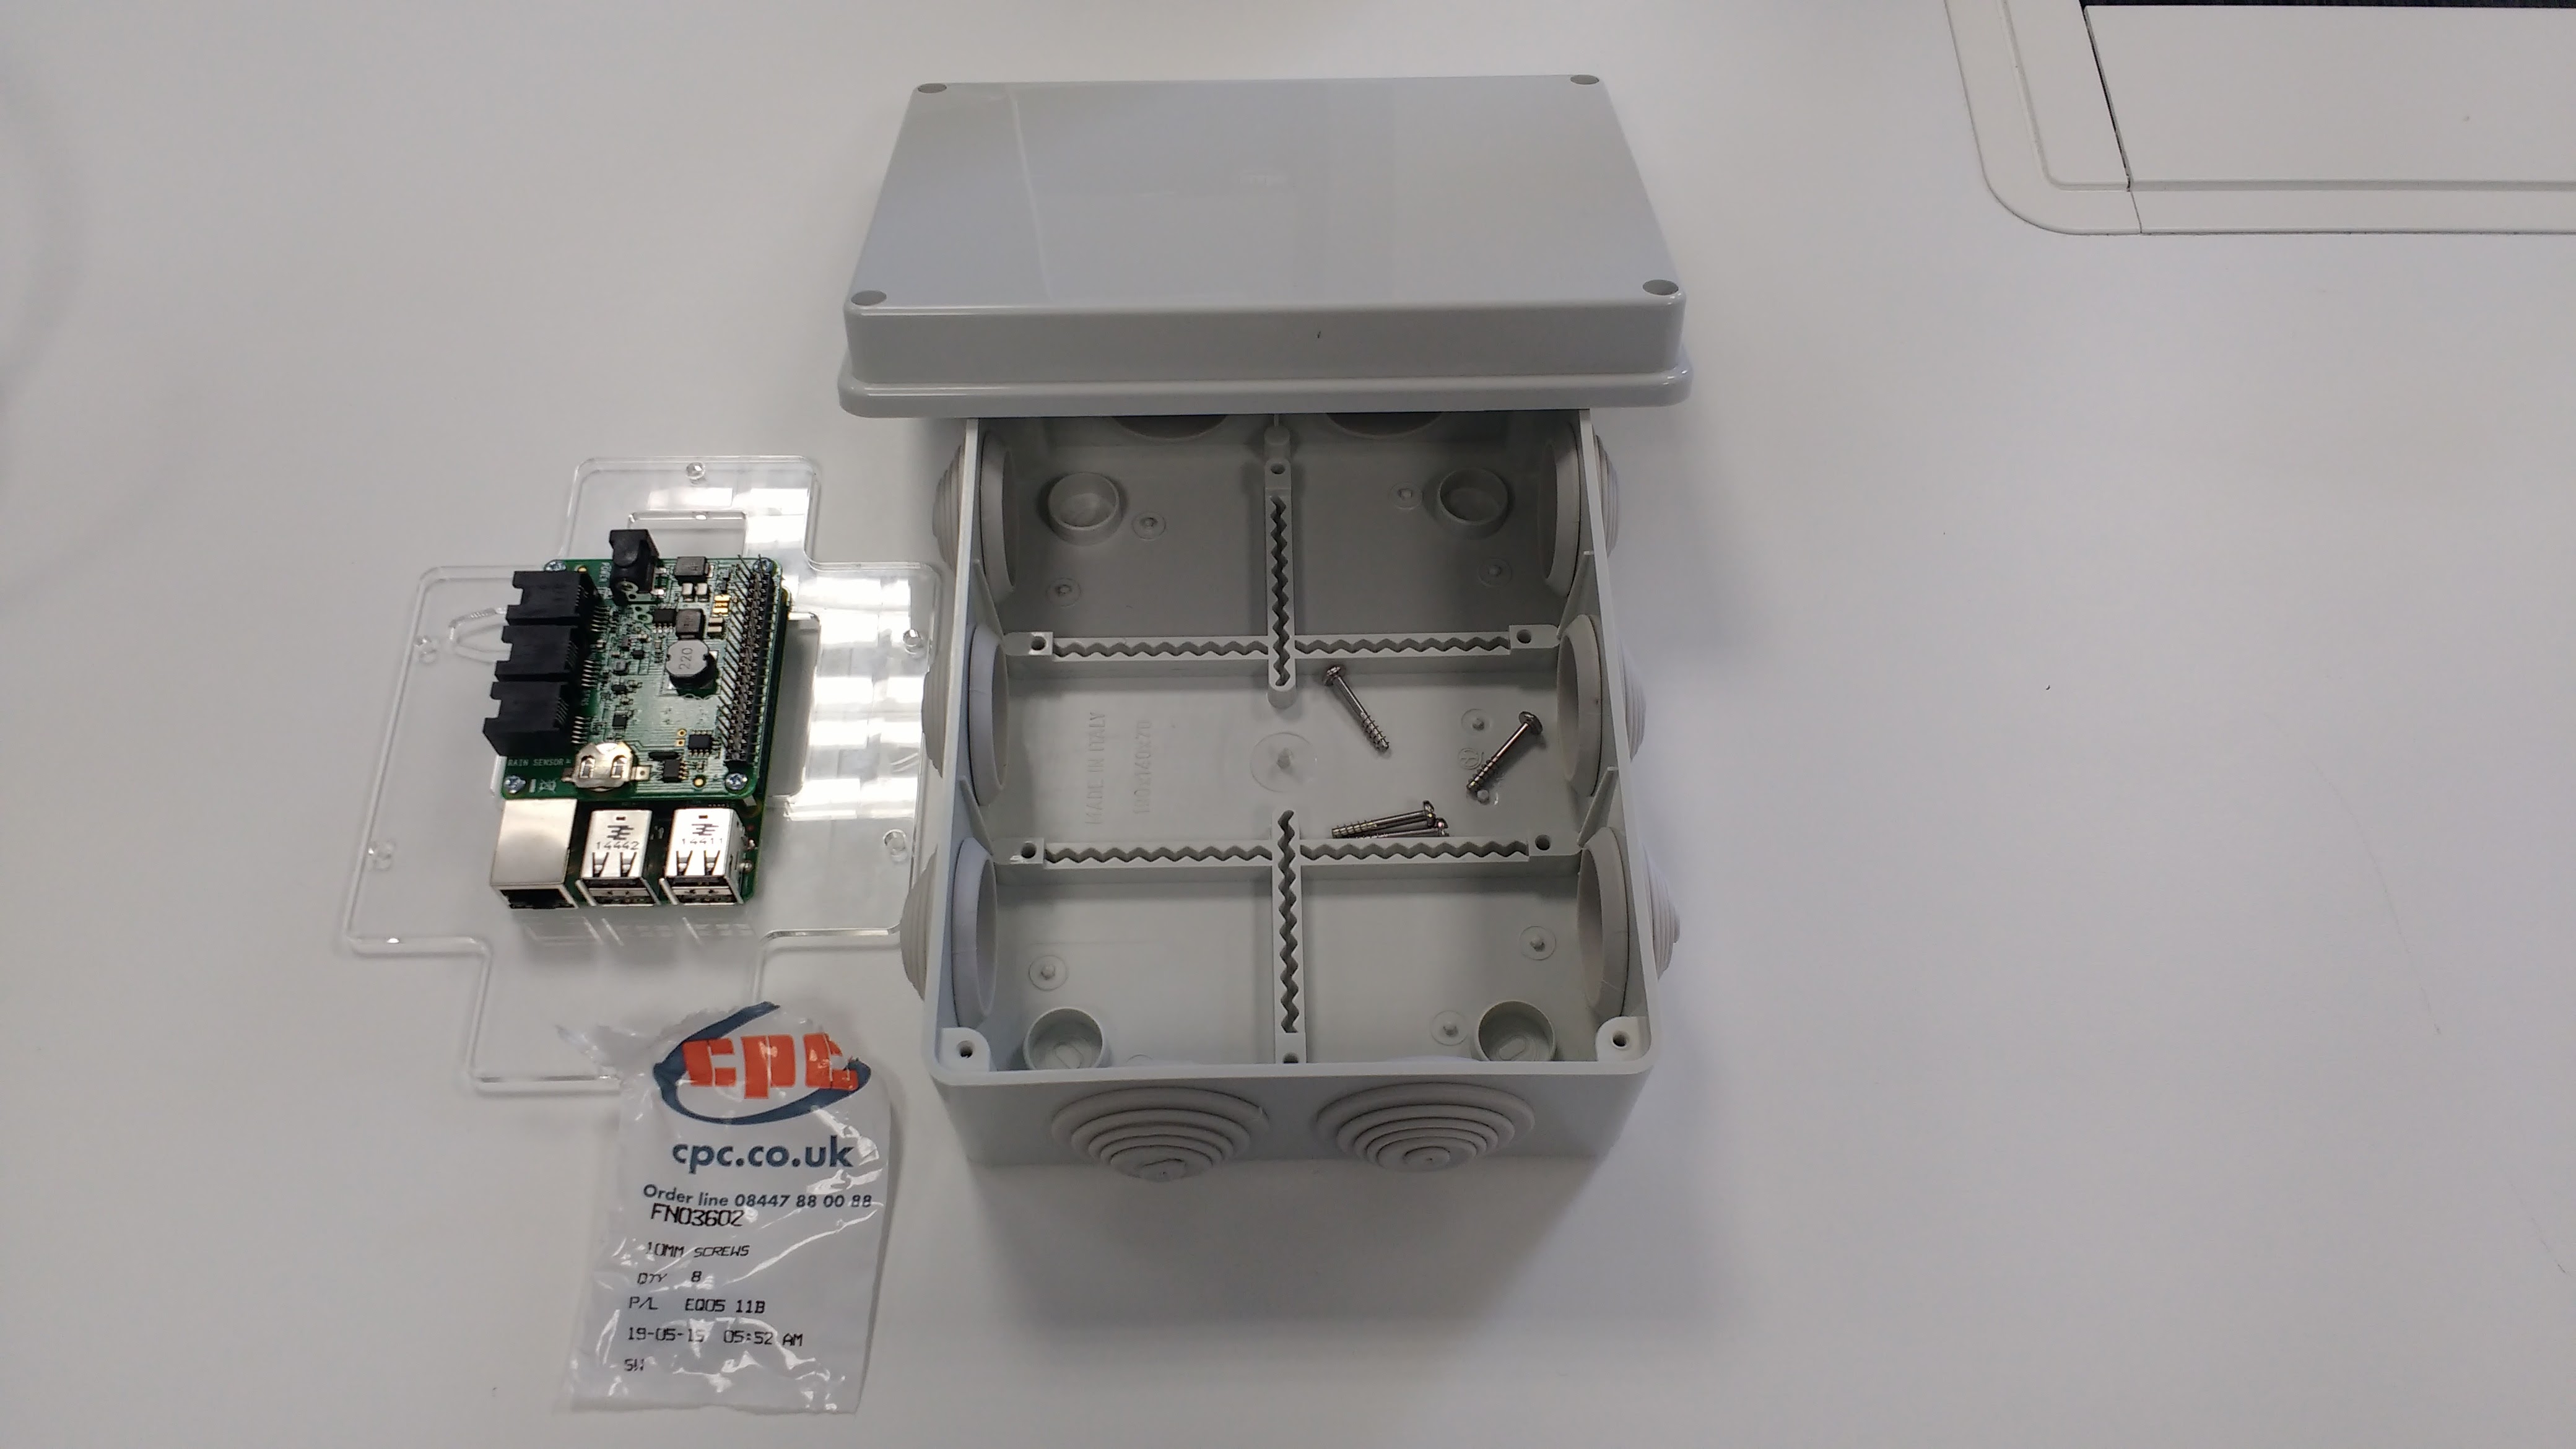 220
RAIN SENSOR
14442
14411
MADE IN ITALY
190x140x70
cpc
cpc.co.uk
Order line 08447 88 00 88
FN03602
10MM SCREWS
QTY 8
P/L EQ05 11B
19-05-15 05:52 AM
SW